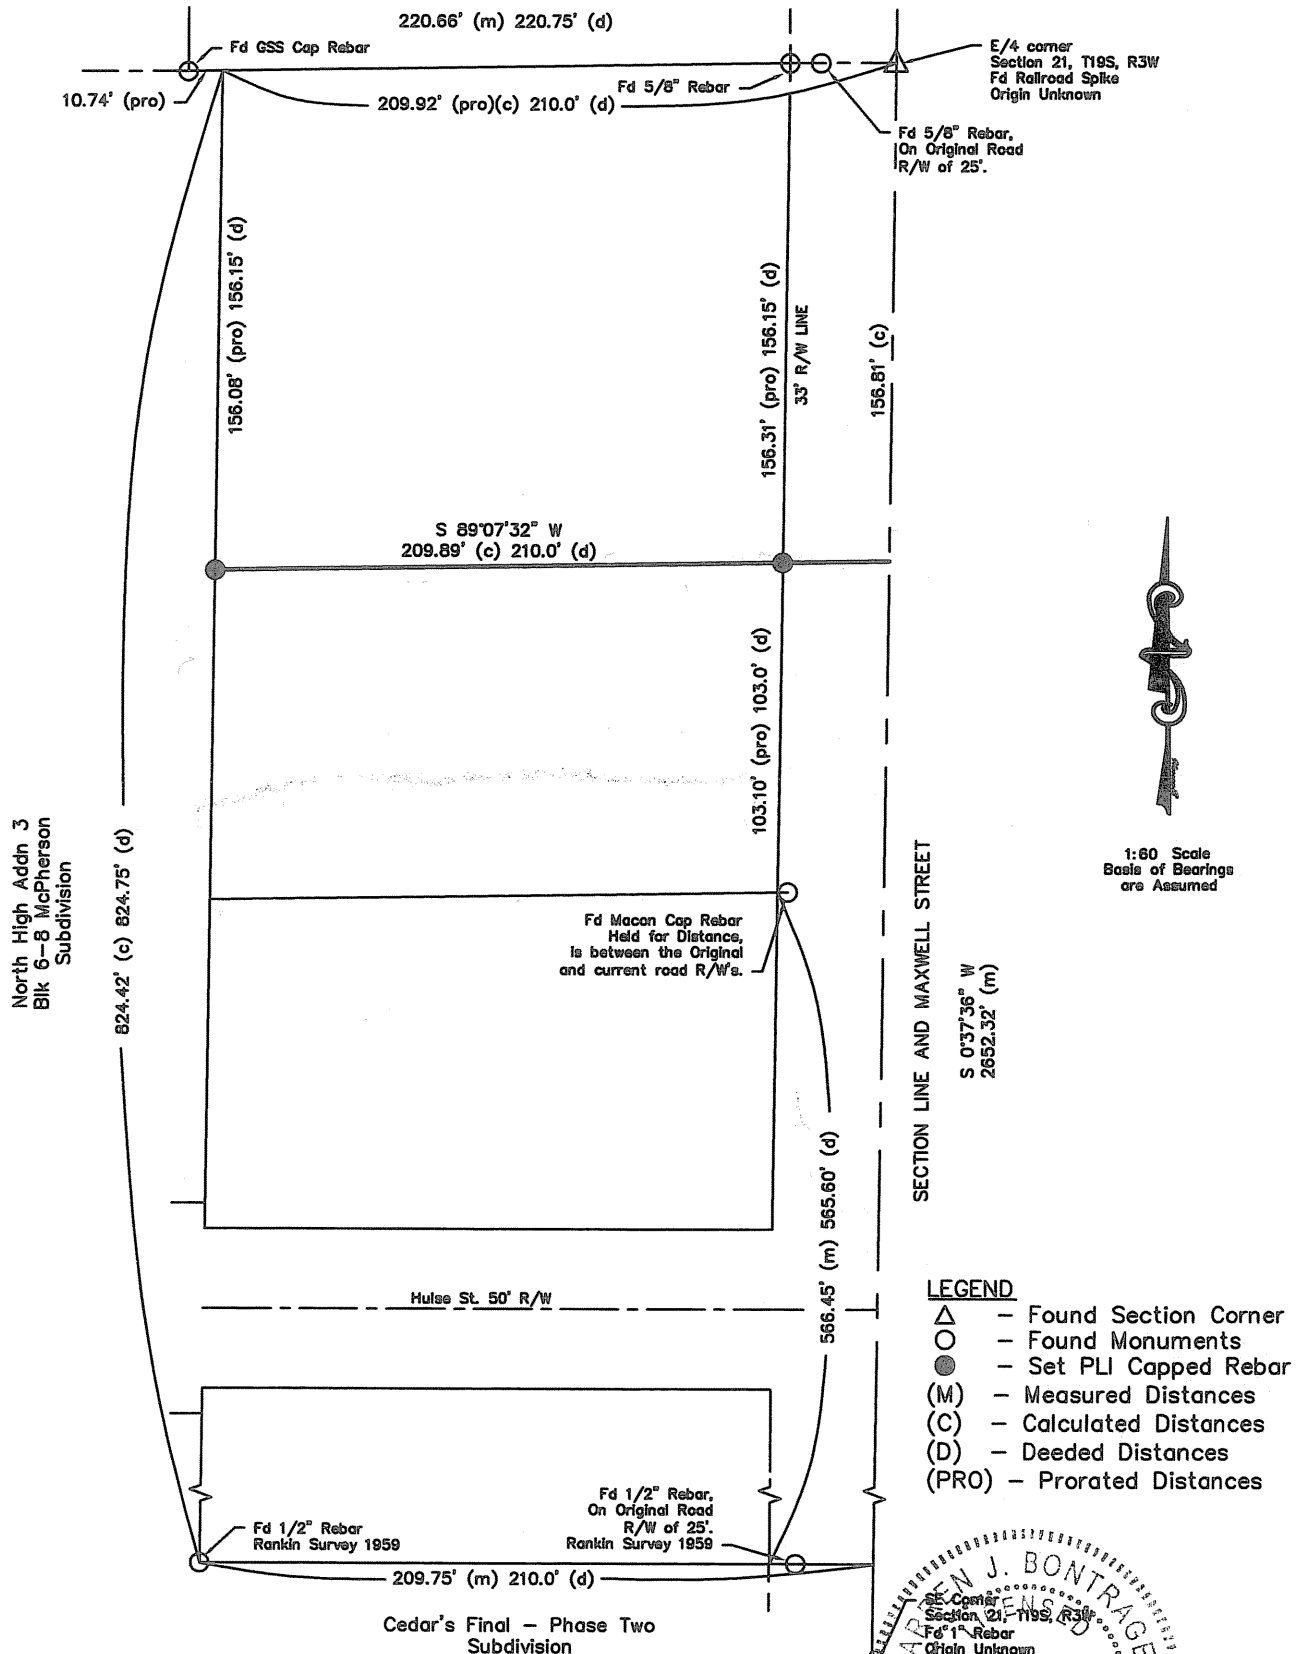 220.66' (m) 220.75' (d)
Fd GSS Cap Rebar
E/4 corner
Section 21, T19S, R3W
Fd Railroad Spike
Origin Unknown
Fd 5/8" Rebar
10.74' (pro)
209.92' (pro)(c) 210.0' (d)
Fd 5/8" Rebar,
On Original Road
R/W of 25'.
156.08' (pro) 156.15' (d)
156.31' (pro) 156.15' (d)
33' R/W LINE
156.81' (c)
S 89°07'32" W
209.89' (c) 210.0' (d)
103.10' (pro) 103.0' (d)
1:60 Scale
Basis of Bearings
are Assumed
North High Addn 3
Blk 6-8 McPherson
Subdivision
824.42' (c) 824.75' (d)
Fd Macon Cap Rebar
Held for Distance,
is between the Original
and current road R/W's.
SECTION LINE AND MAXWELL STREET
S 0°37'36" W
2652.32' (m)
566.45' (m) 565.60' (d)
Hulse St. 50' R/W
LEGEND
△ - Found Section Corner
○ - Found Monuments
● - Set PLI Capped Rebar
(M) - Measured Distances
(C) - Calculated Distances
(D) - Deeded Distances
(PRO) - Prorated Distances
Fd 1/2" Rebar
Rankin Survey 1959
Fd 1/2" Rebar,
On Original Road
R/W of 25'.
Rankin Survey 1959
209.75' (m) 210.0' (d)
Cedar's Final - Phase Two
Subdivision
SE Corner
Section 21, T19S, R3W
Fd 1" Rebar
Origin Unknown
J. BONTRAGE